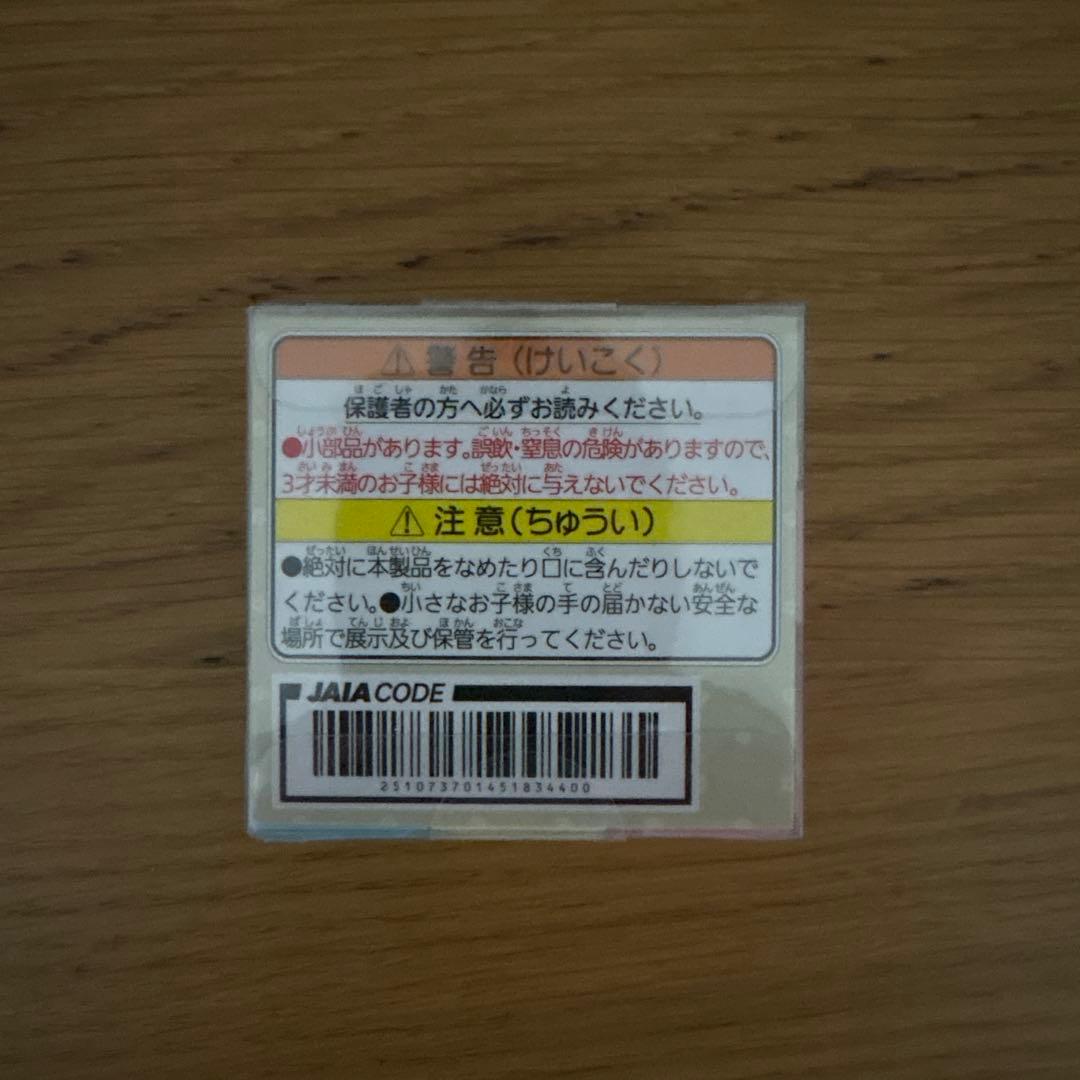 ⚠警告(けいこく)
保護者の方へ必ずお読みください。
●小部品があります。誤飲・窒息の危険がありますので、
3才未満のお子様には絶対に与えないでください。
⚠注意(ちゅうい)
●絶対に本製品をなめたり口に含んだりしないで
ください。●小さなお子様の手の届かない安全な
場所で展示及び保管を行ってください。
JAIA CODE
251073701451834400